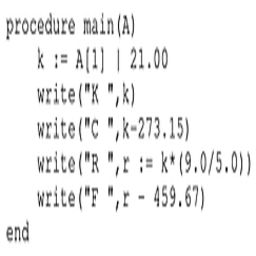 procedure main(A)
    k := A[1] | 21.00
    write("K ",k)
    write("C ",k-273.15)
    write("R ",r := k*(9.0/5.0))
    write("F ",r - 459.67)
end